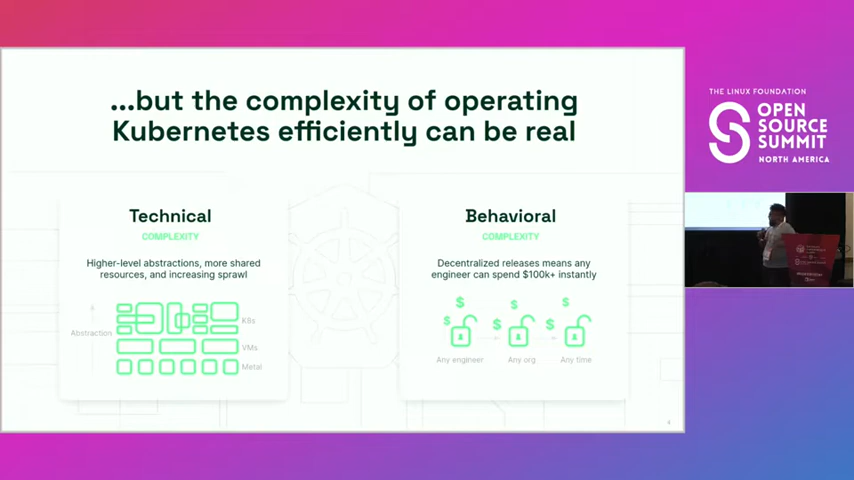 ...but the complexity of operating
Kubernetes efficiently can be real
Technical
COMPLEXITY
Higher-level abstractions, more shared
resources, and increasing sprawl
Abstraction
K8s
VMs
Metal
Behavioral
COMPLEXITY
Decentralized releases means any
engineer can spend $100k+ instantly
$ $ $
$ $ $
Any engineer
Any org
Any time
THE LINUX FOUNDATION
OPEN
SOURCE
SUMMIT
NORTH AMERICA